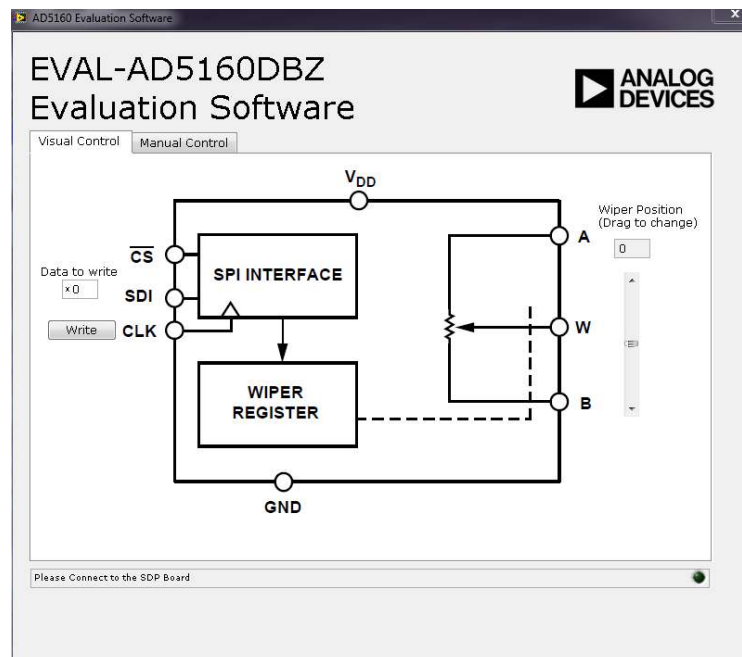 AD5160 Evaluation Software
x
EVAL-AD5160DBZ
Evaluation Software
ANALOG
DEVICES
Visual Control
Manual Control
VDD
Wiper Position
(Drag to change)
0
A
CS
SPI INTERFACE
Data to write
x 0
SDI
Write
CLK
W
WIPER
REGISTER
B
GND
Please Connect to the SDP Board